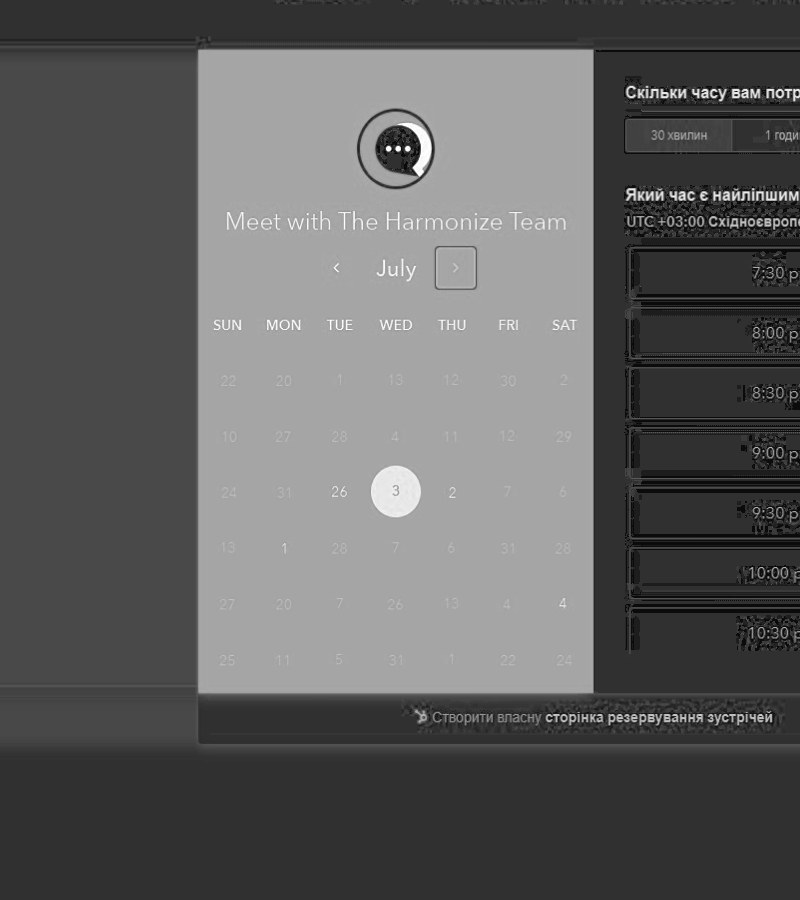 Meet with The Harmonize Team
July
SUN MON TUE WED THU FRI SAT
22 20 1 13 12 30 2
10 27 28 4 11 12 29
24 31 26 3 2 7 6
13 1 28 7 6 31 28
27 20 7 26 13 4 4
25 11 5 31 1 22 24
Скільки часу вам потр
30 хвилин 1 годи
Який час є найліпшим
UTC +03:00 Східноєвропе
7:30 p
8:00 p
8:30 p
9:00 p
9:30 p
10:00 p
10:30 p
Створити власну сторінка резервування зустрічей